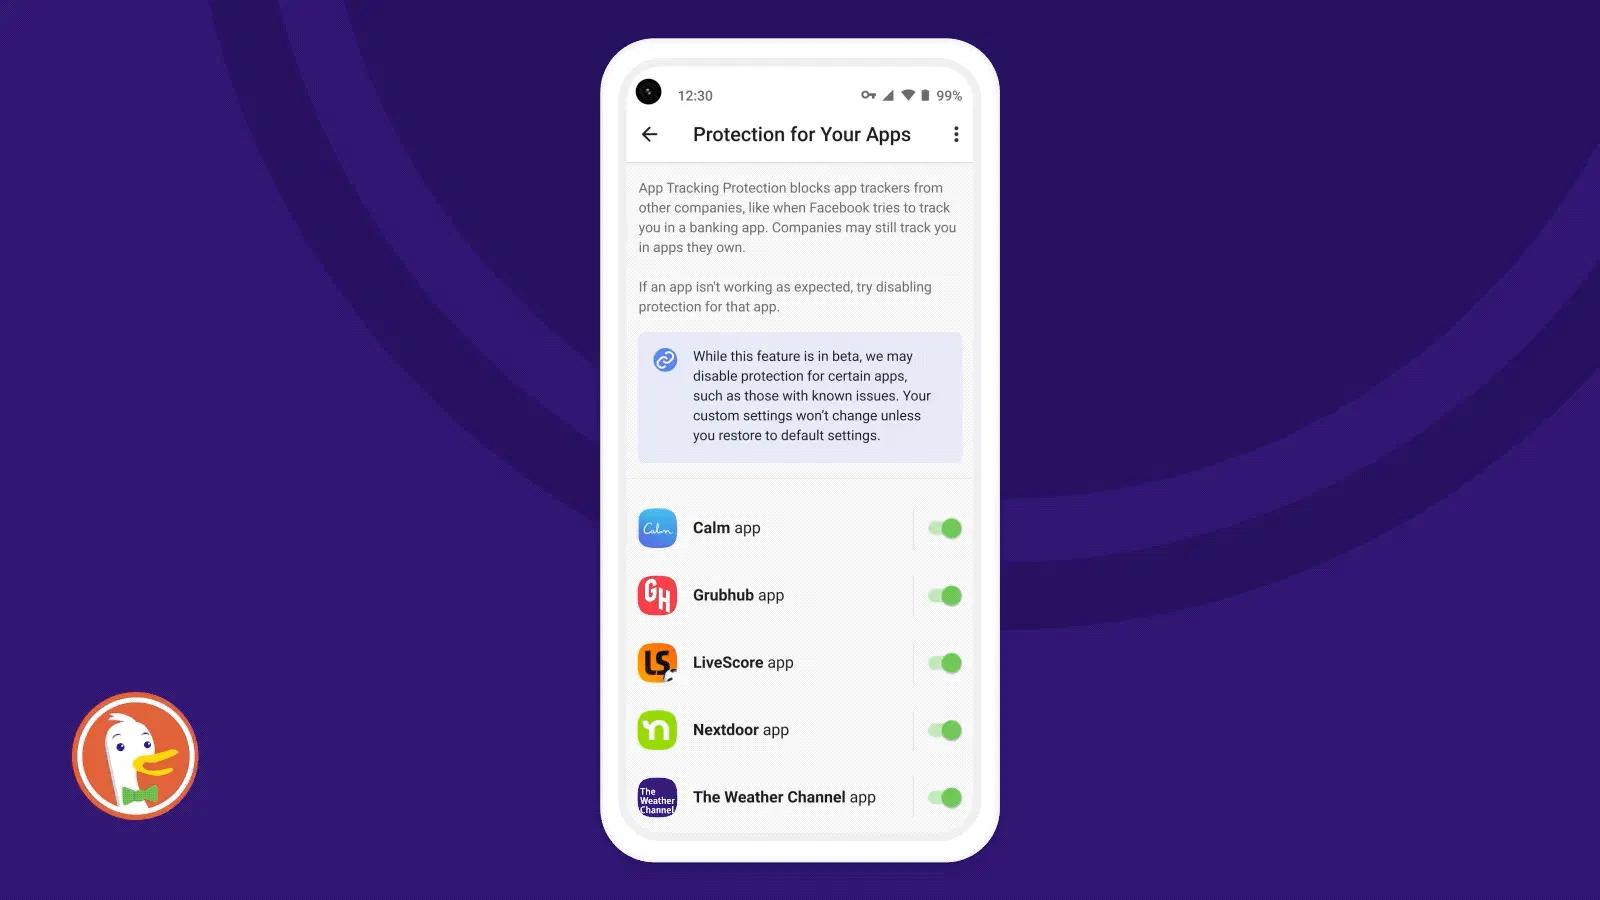 12:30 99%
Protection for Your Apps
App Tracking Protection blocks app trackers from
other companies, like when Facebook tries to track
you in a banking app. Companies may still track you
in apps they own.
If an app isn't working as expected, try disabling
protection for that app.
While this feature is in beta, we may
disable protection for certain apps,
such as those with known issues. Your
custom settings won’t change unless
you restore to default settings.
Calm
Calm app
GH
Grubhub app
LS
LiveScore app
n
Nextdoor app
The
Weather
Channel
The Weather Channel app